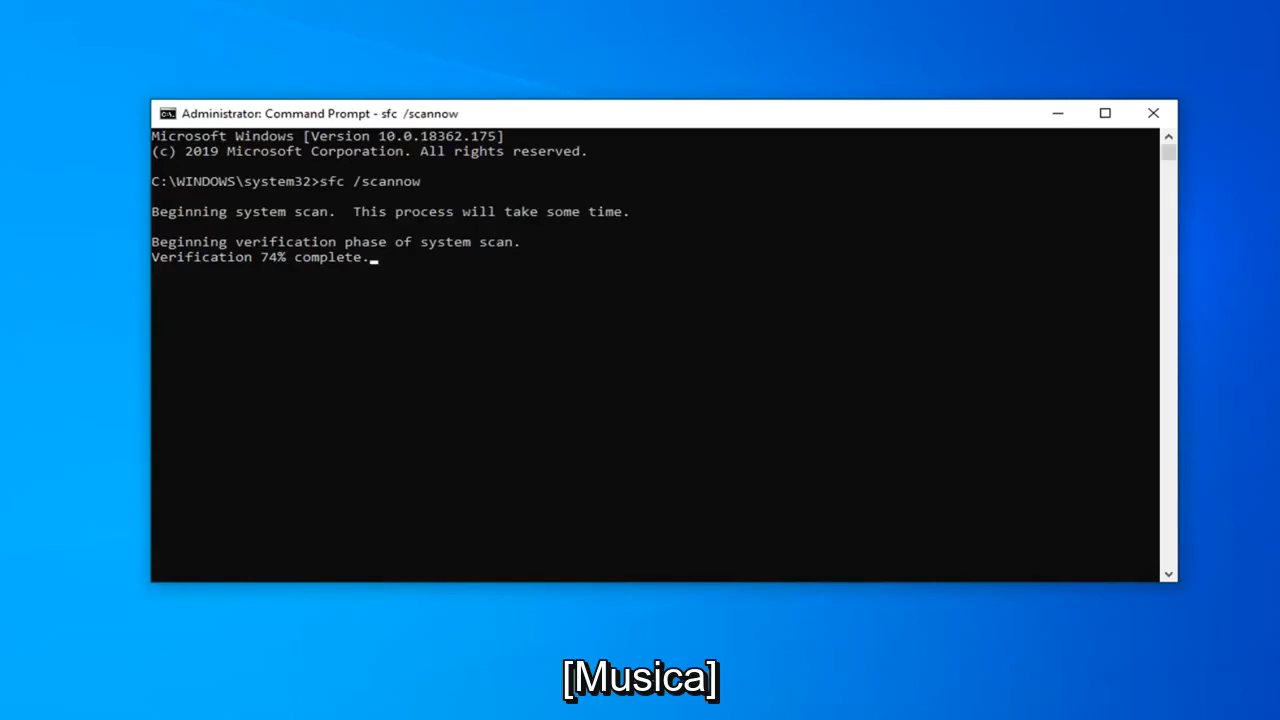 Administrator: Command Prompt - sfc  /scannow
Microsoft Windows [Version 10.0.18362.175]
(c) 2019 Microsoft Corporation. All rights reserved.
C:\WINDOWS\system32>sfc /scannow
Beginning system scan.  This process will take some time.
Beginning verification phase of system scan.
Verification 74% complete.
[Musica]